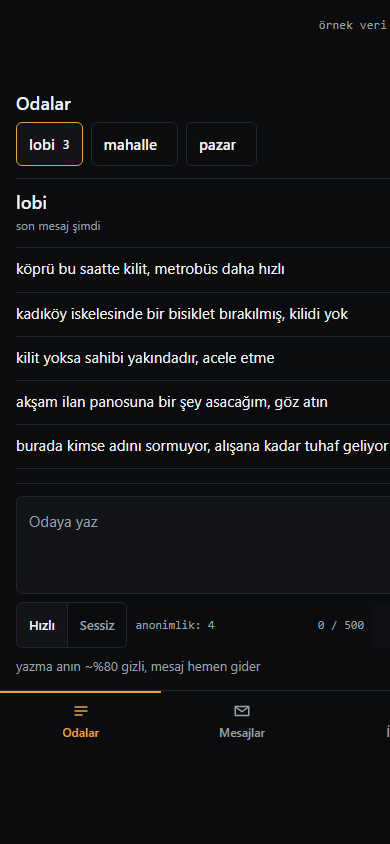 örnek veri
Odalar
lobi 3 mahalle pazar
lobi
son mesaj şimdi
köprü bu saatte kilit, metrobüs daha hızlı
kadıköy iskelesinde bir bisiklet bırakılmış, kilidi yok
kilit yoksa sahibi yakındadır, acele etme
akşam ilan panosuna bir şey asacağım, göz atın
burada kimse adını sormuyor, alışana kadar tuhaf geliyor
Odaya yaz
Hızlı Sessiz anonimlik: 4 0 / 500
yazma anın ~%80 gizli, mesaj hemen gider
Odalar Mesajlar